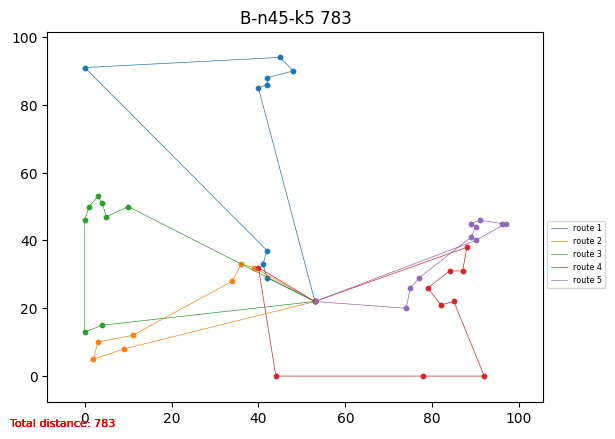 B-n45-k5 783
100
80
60
40
20
0
0 20 40 60 80 100
route 1
route 2
route 3
route 4
route 5
Total distance: 783